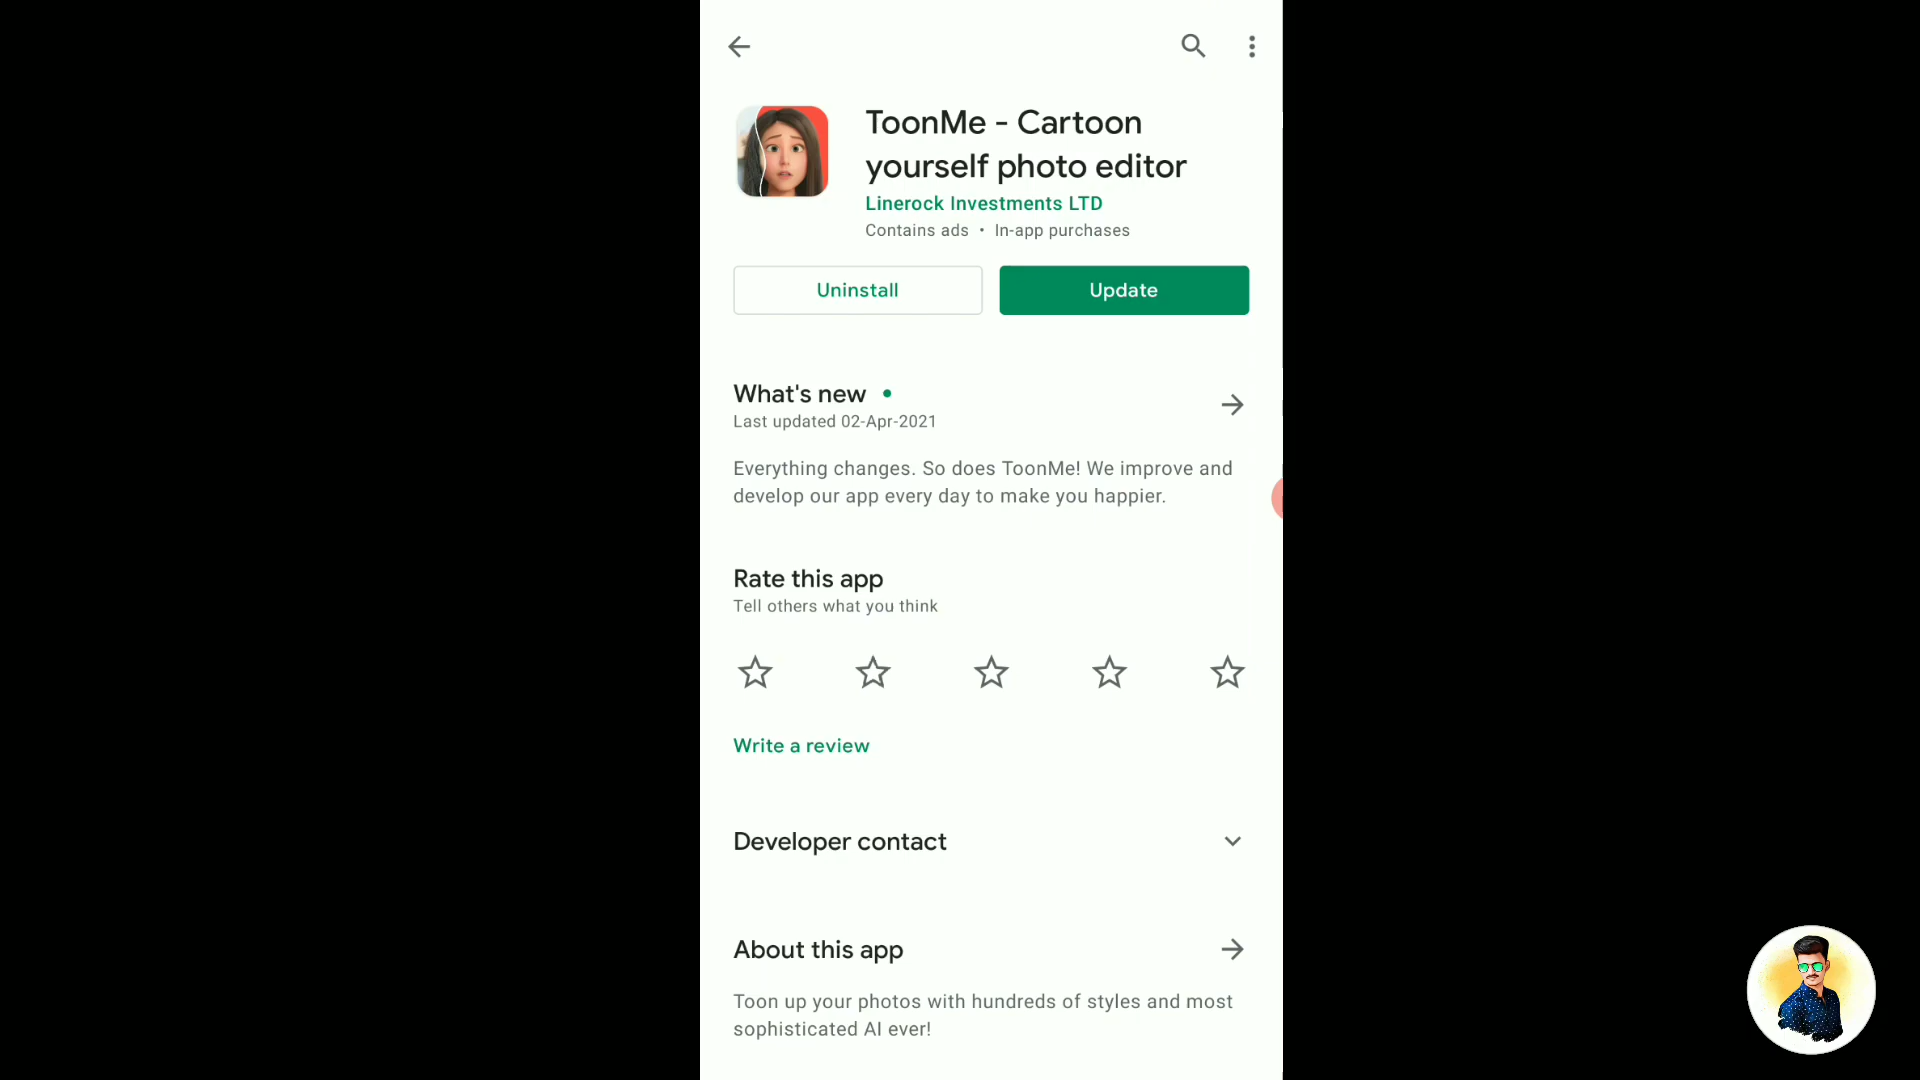 ToonMe - Cartoon
yourself photo editor
Linerock Investments LTD
Contains ads • In-app purchases
Uninstall
Update
What's new •
Last updated 02-Apr-2021
Everything changes. So does ToonMe! We improve and
develop our app every day to make you happier.
Rate this app
Tell others what you think
Write a review
Developer contact
About this app
Toon up your photos with hundreds of styles and most
sophisticated AI ever!